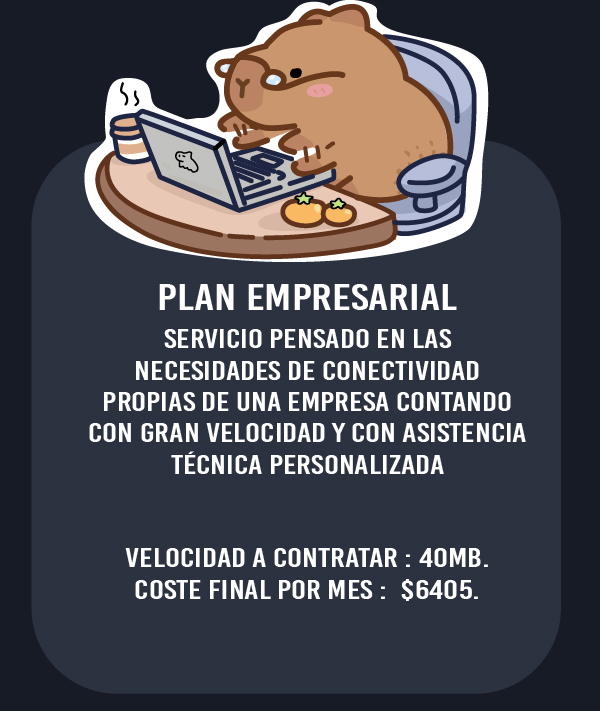 PLAN EMPRESARIAL
SERVICIO PENSADO EN LAS
NECESIDADES DE CONECTIVIDAD
PROPIAS DE UNA EMPRESA CONTANDO
CON GRAN VELOCIDAD Y CON ASISTENCIA
TÉCNICA PERSONALIZADA
VELOCIDAD A CONTRATAR : 40MB.
COSTE FINAL POR MES :  $6405.